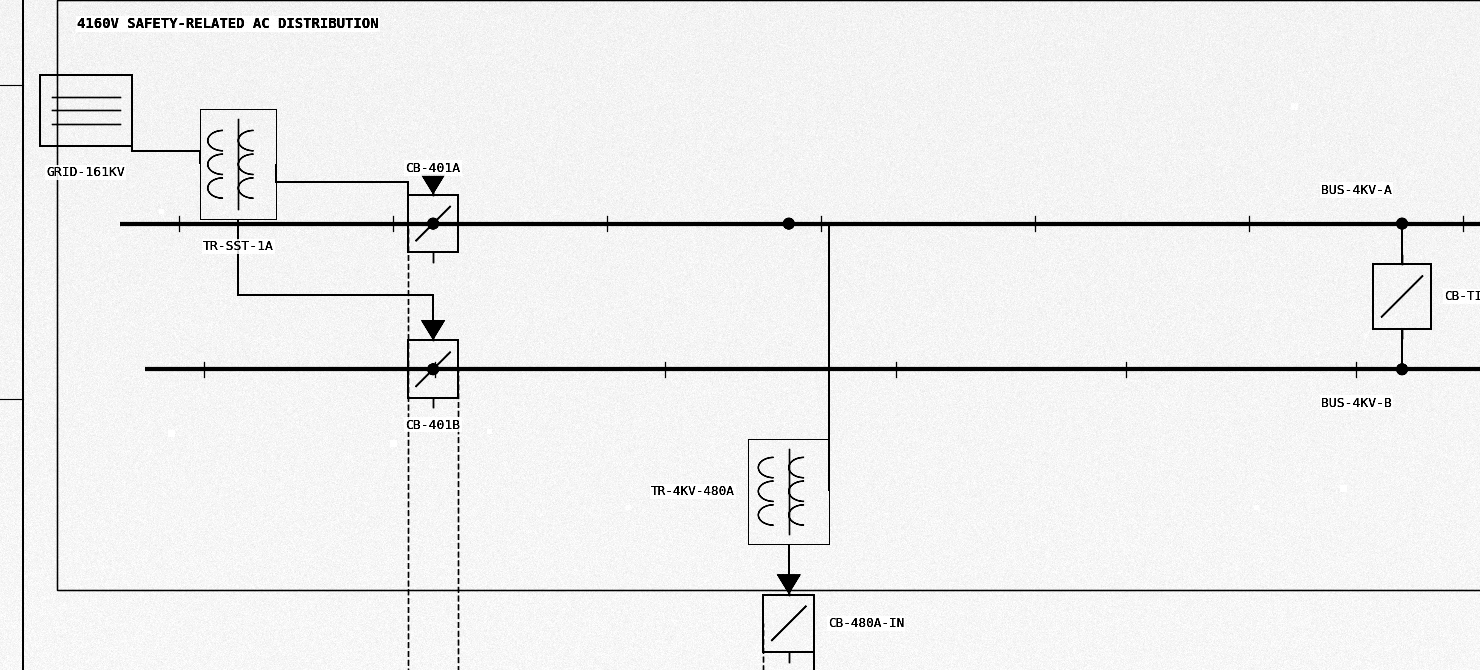 4160V SAFETY-RELATED AC DISTRIBUTION
GRID-161KV
CB-401A
BUS-4KV-A
TR-SST-1A
CB-TI
BUS-4KV-B
CB-401B
TR-4KV-480A
CB-480A-IN